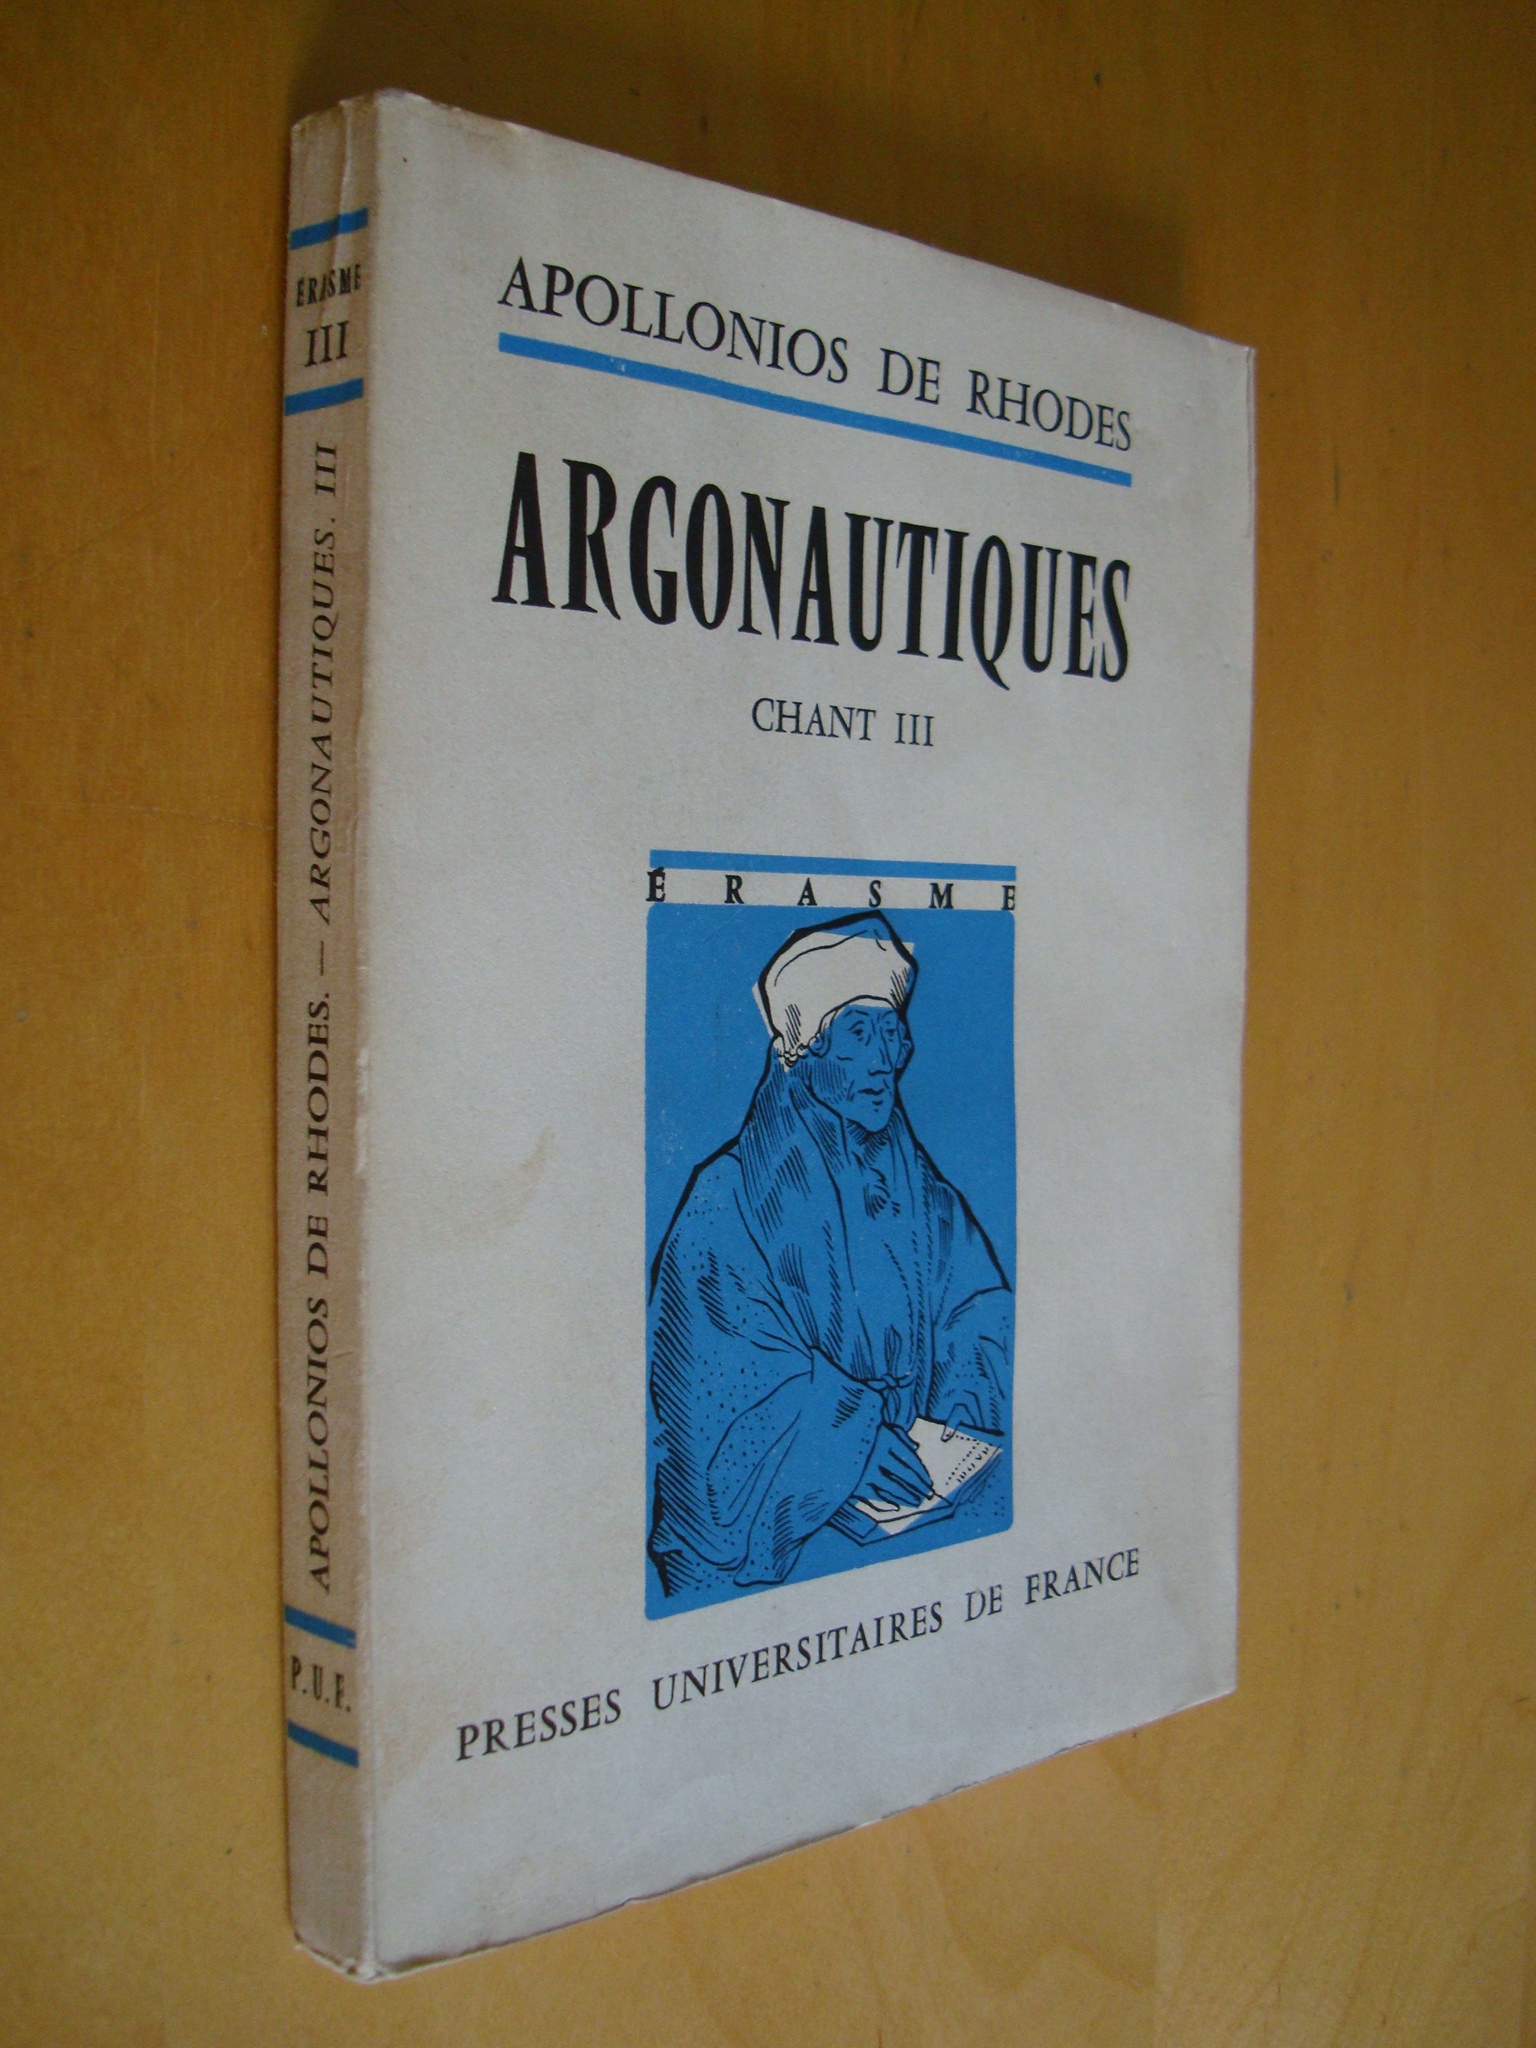 ÉRASME
III
APOLLONIOS DE RHODES. — ARGONAUTIQUES. III
P.U.F.
APOLLONIOS DE RHODES
ARGONAUTIQUES
CHANT III
ÉRASME
PRESSES UNIVERSITAIRES DE FRANCE